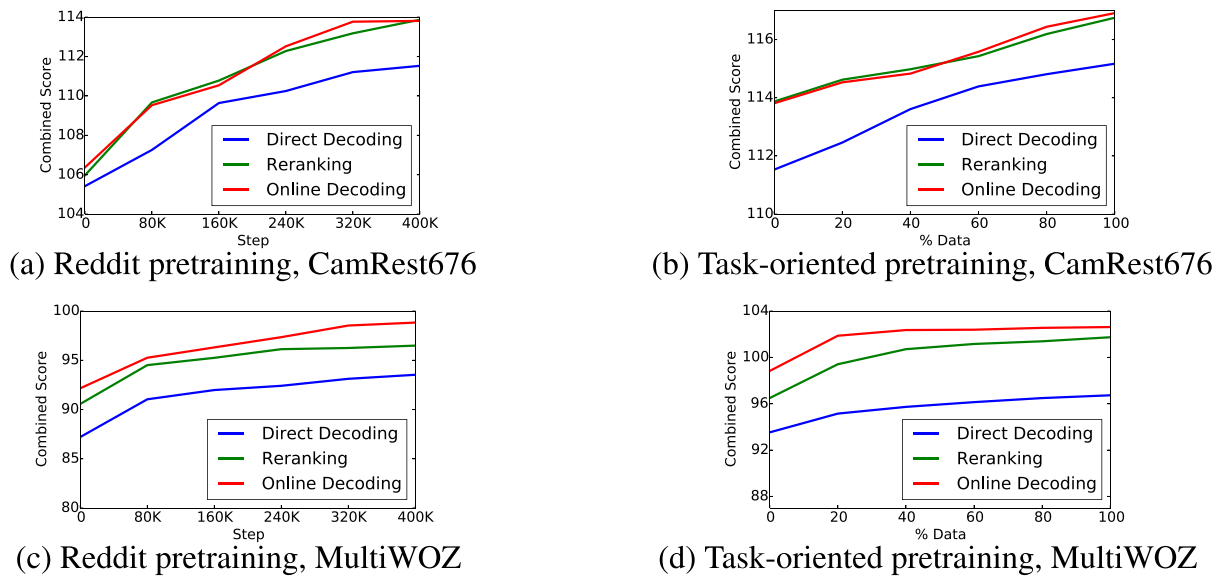 114
112
110
108
106
104
Combined Score
Direct Decoding
Reranking
Online Decoding
0 80K 160K 240K 320K 400K
Step
(a) Reddit pretraining, CamRest676
116
114
112
110
Combined Score
Direct Decoding
Reranking
Online Decoding
0 20 40 60 80 100
% Data
(b) Task-oriented pretraining, CamRest676
100
95
90
85
80
Combined Score
Direct Decoding
Reranking
Online Decoding
0 80K 160K 240K 320K 400K
Step
(c) Reddit pretraining, MultiWOZ
104
100
96
92
88
Combined Score
Direct Decoding
Reranking
Online Decoding
0 20 40 60 80 100
% Data
(d) Task-oriented pretraining, MultiWOZ